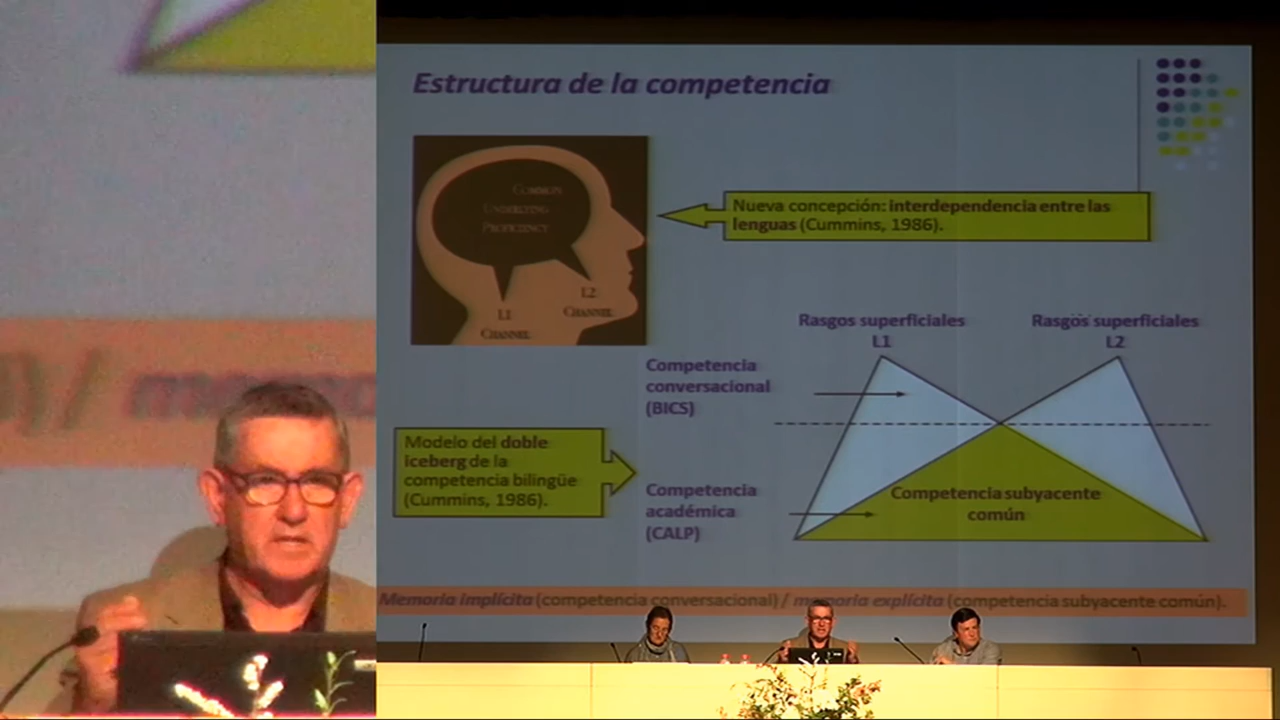 Estructura de la competencia
COMMON
UNDERLYING
PROFICIENCY
L1
CHANNEL
L2
CHANNEL
Nueva concepción: interdependencia entre las
lenguas (Cummins, 1986).
Rasgos superficiales
L1
Rasgos superficiales
L2
Competencia
conversacional
(BICS)
Modelo del doble
iceberg de la
competencia bilingüe
(Cummins, 1986).
Competencia
académica
(CALP)
Competencia subyacente
común
Memoria implícita (competencia conversacional) / memoria explícita (competencia subyacente común).